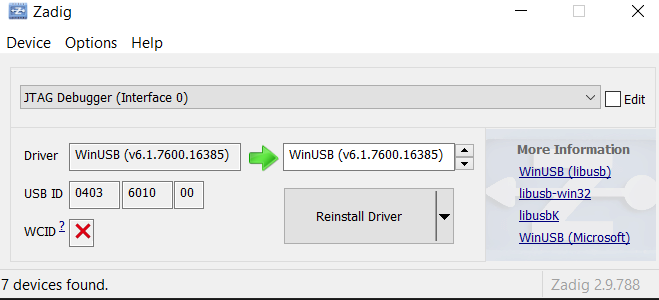 Zadig
Device Options Help
JTAG Debugger (Interface 0)
Edit
Driver WinUSB (v6.1.7600.16385) WinUSB (v6.1.7600.16385)
USB ID 0403 6010 00
WCID ?
Reinstall Driver
More Information
WinUSB (libusb)
libusb-win32
libusbK
WinUSB (Microsoft)
7 devices found.
Zadig 2.9.788